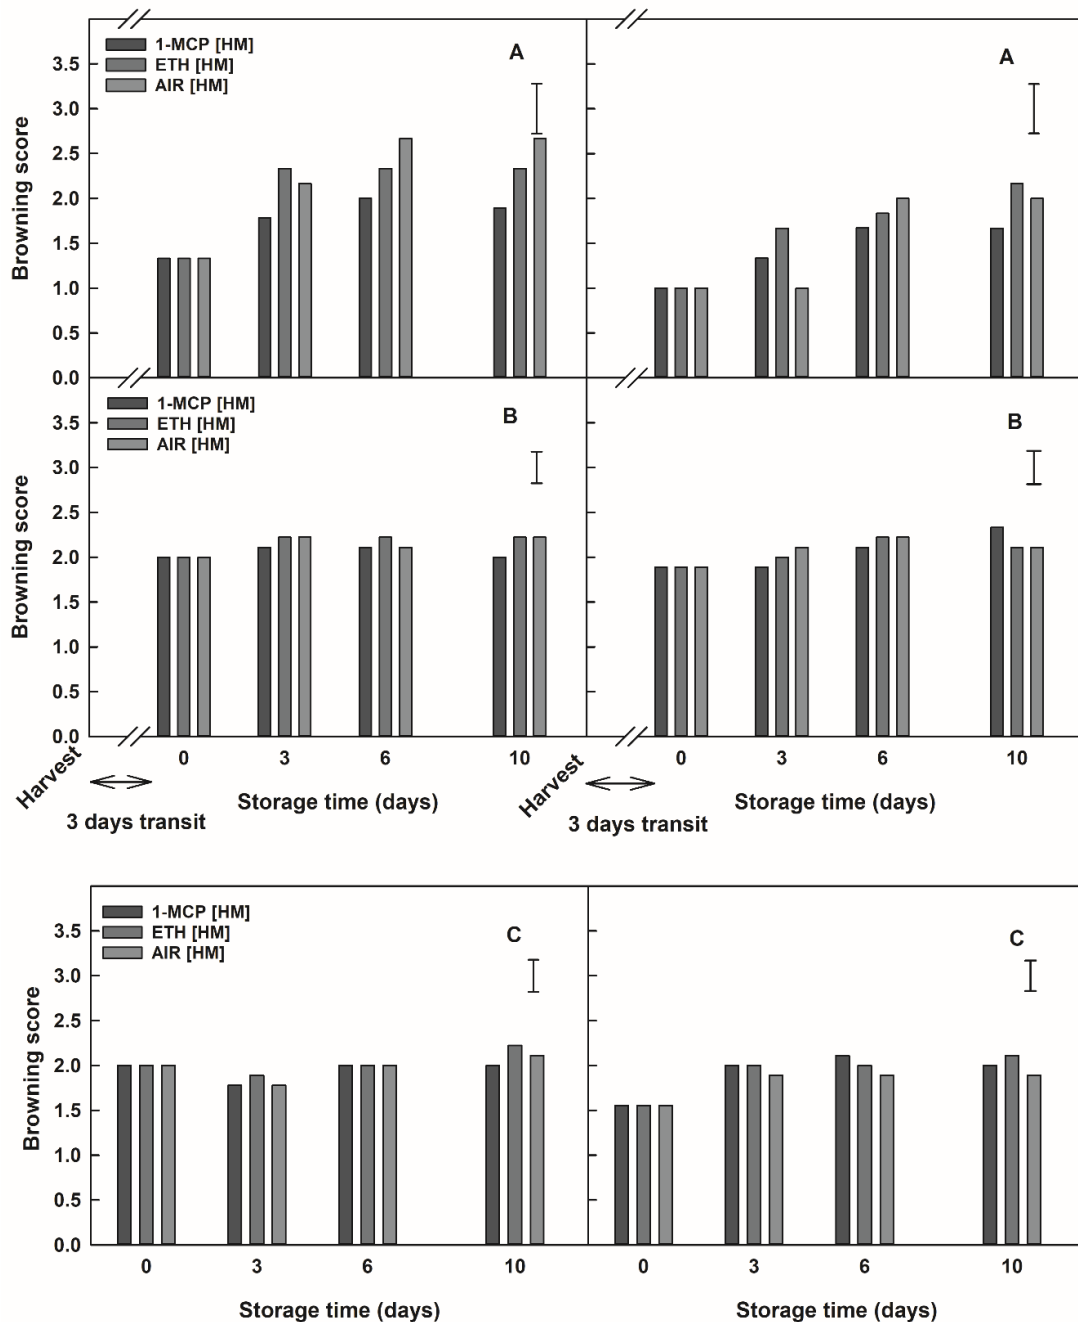 1-MCP [HM]
ETH [HM]
AIR [HM]
A
A
3.5
3.0
2.5
2.0
1.5
1.0
0.5
0.0
Browning score
1-MCP [HM]
ETH [HM]
AIR [HM]
B
B
3.5
3.0
2.5
2.0
1.5
1.0
0.5
0.0
Browning score
0 3 6 10
0 3 6 10
Harvest
Harvest
Storage time (days)
Storage time (days)
3 days transit
3 days transit
1-MCP [HM]
ETH [HM]
AIR [HM]
C
C
3.5
3.0
2.5
2.0
1.5
1.0
0.5
0.0
Browning score
0 3 6 10
0 3 6 10
Storage time (days)
Storage time (days)